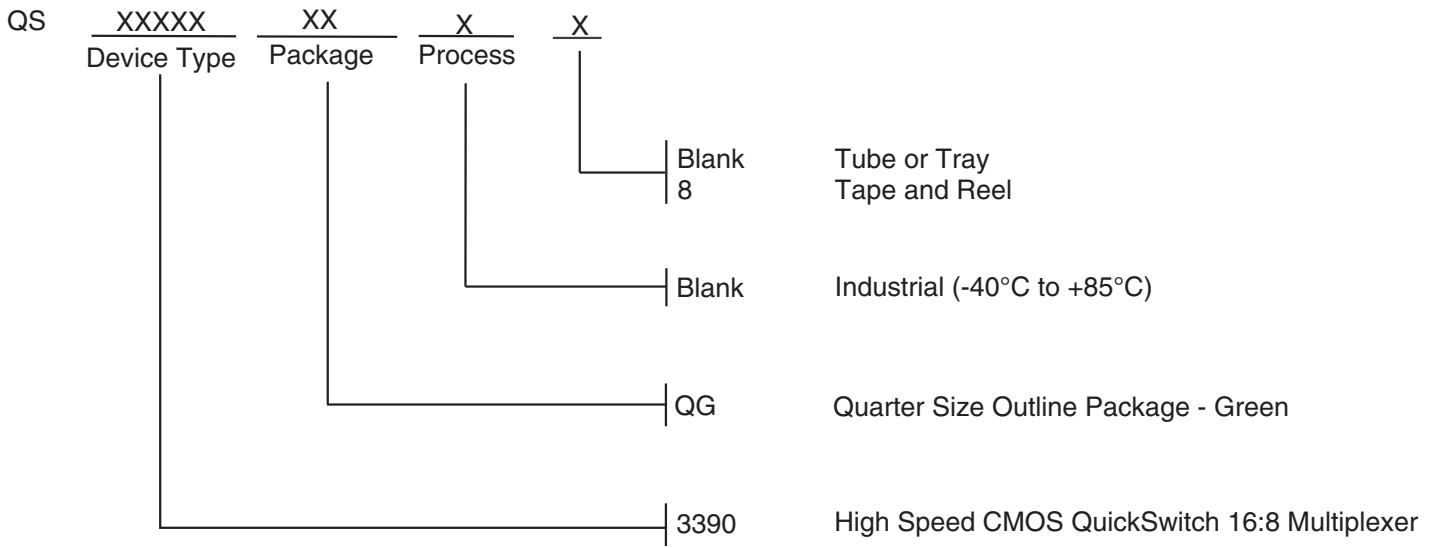 QS XXXXX XX X X
Device Type Package Process
Blank Tube or Tray
8 Tape and Reel
Blank Industrial (-40°C to +85°C)
QG Quarter Size Outline Package - Green
3390 High Speed CMOS QuickSwitch 16:8 Multiplexer